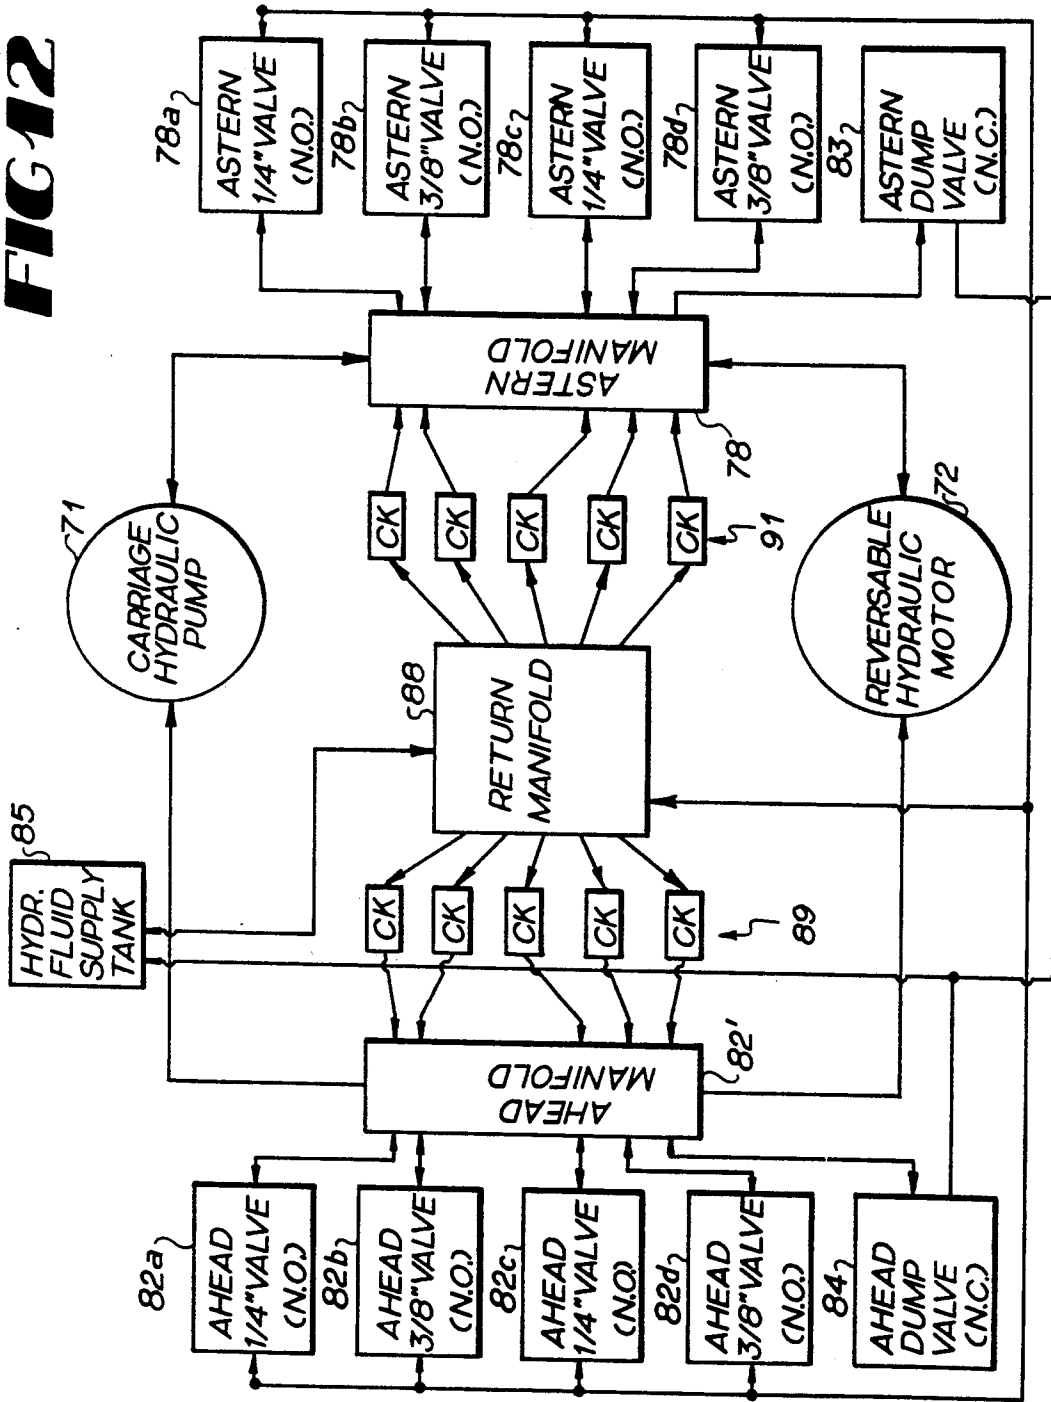 FIG 12
85
HYDR.
FLUID
SUPPLY
TANK
71
CARRIAGE
HYDRAULIC
PUMP
82a
AHEAD
1/4" VALVE
(N.O.)
82b
AHEAD
3/8" VALVE
(N.O.)
82c
AHEAD
1/4" VALVE
(N.O.)
82d
AHEAD
3/8" VALVE
(N.O.)
84
AHEAD
DUMP
VALVE
(N.C.)
AHEAD
MANIFOLD
82'
CK
CK
CK
CK
CK
89
88
RETURN
MANIFOLD
CK
CK
CK
CK
CK
91
ASTERN
MANIFOLD
78
78a
ASTERN
1/4" VALVE
(N.O.)
78b
ASTERN
3/8" VALVE
(N.O.)
78c
ASTERN
1/4" VALVE
(N.O.)
78d
ASTERN
3/8" VALVE
(N.O.)
83
ASTERN
DUMP
VALVE
(N.C.)
72
REVERSABLE
HYDRAULIC
MOTOR